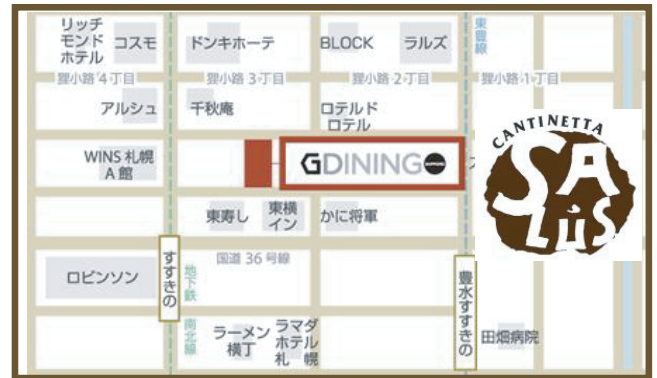 リッチ
モンド
ホテル
コスモ
ドンキホーテ
BLOCK
ラルズ
東豊線
狸小路 4 丁目
狸小路 3 丁目
狸小路 2 丁目
狸小路 1 丁目
アルシュ
千秋庵
ロテルド
ロテル
CANTINETTA
SALÚS
WINS 札幌
A 館
GDINING
SAPPORO
東寿し
東横
イン
かに将軍
すすきの
国道 36 号線
ロビンソン
地下鉄
南北線
豊水すすきの
ラーメン
横丁
ラマダ
ホテル
札 幌
田畑病院